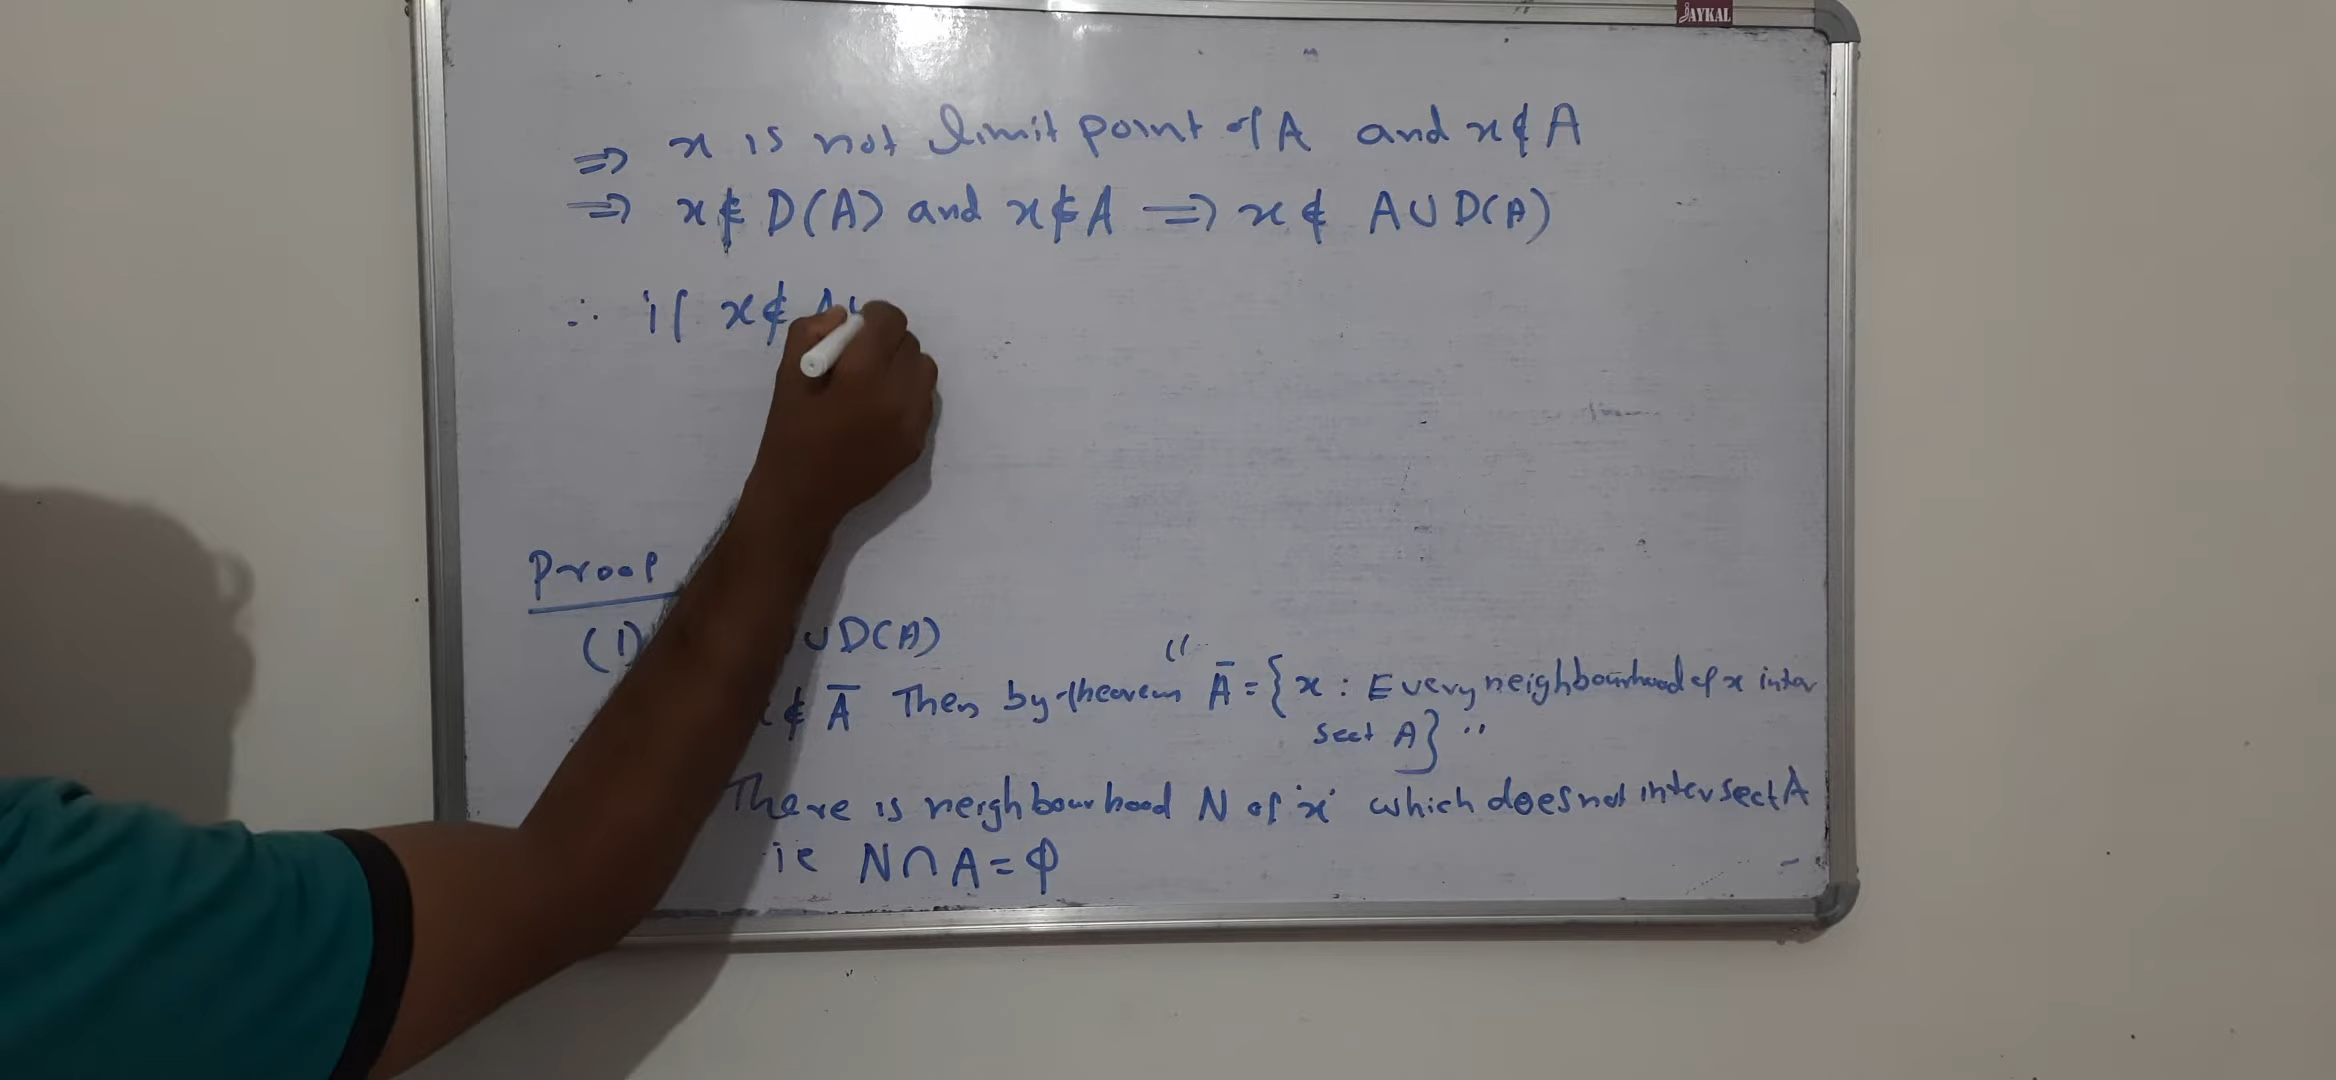 JAYKAL
⇒ x is not limit point of A and x∉A
⇒ x∉ D(A) and x∉A ⇒ x∉ A∪D(A)
∴ if x∉
Proof
(1) ∪D(A)
∉ Ā Then by theorem " Ā = { x : Every neighbourhood of x inter
sect A} "
There is neighbourhood N of 'x' which does not intersect A
ie N∩A=φ